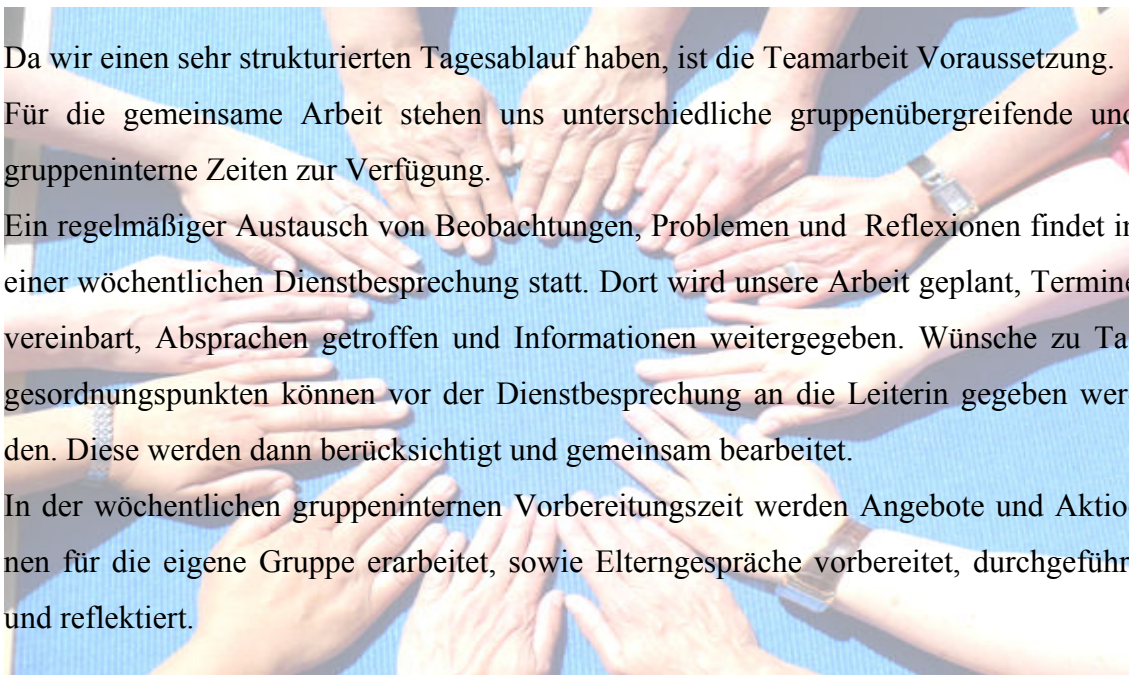 Da wir einen sehr strukturierten Tagesablauf haben, ist die Teamarbeit Voraussetzung.
Für die gemeinsame Arbeit stehen uns unterschiedliche gruppenübergreifende und
gruppeninterne Zeiten zur Verfügung.
Ein regelmäßiger Austausch von Beobachtungen, Problemen und Reflexionen findet in
einer wöchentlichen Dienstbesprechung statt. Dort wird unsere Arbeit geplant, Termine
vereinbart, Absprachen getroffen und Informationen weitergegeben. Wünsche zu Ta-
gesordnungspunkten können vor der Dienstbesprechung an die Leiterin gegeben wer-
den. Diese werden dann berücksichtigt und gemeinsam bearbeitet.
In der wöchentlichen gruppeninternen Vorbereitungszeit werden Angebote und Aktio-
nen für die eigene Gruppe erarbeitet, sowie Elterngespräche vorbereitet, durchgeführt
und reflektiert.